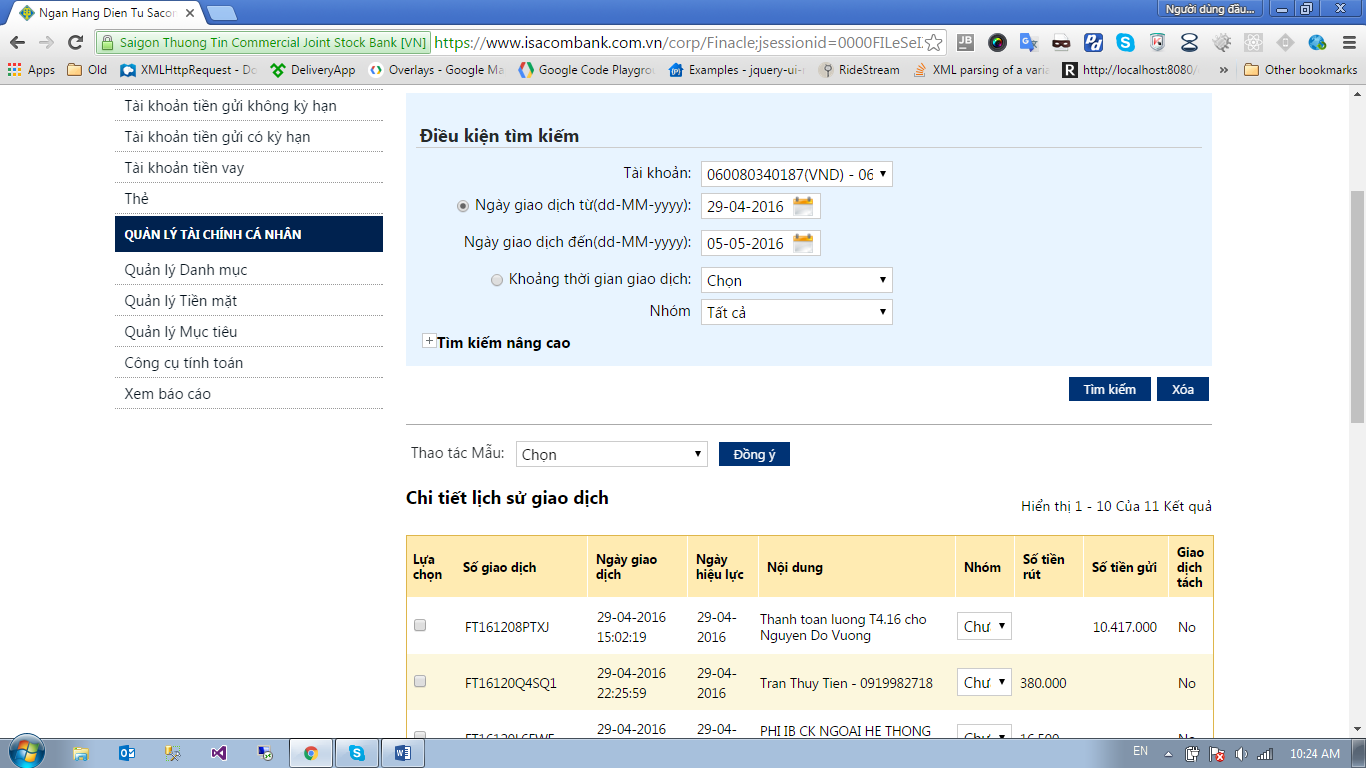 Ngan Hang Dien Tu Sacon
Người dùng đầu...
Saigon Thuong Tin Commercial Joint Stock Bank [VN] https://www.isacombank.com.vn/corp/Finacle;jsessionid=0000FILeSeI
Apps Old XMLHttpRequest - Do DeliveryApp Overlays - Google Ma Google Code Playgrou Examples - jquery-ui- RideStream XML parsing of a varia http://localhost:8080/ » Other bookmarks
Tài khoản tiền gửi không kỳ hạn
Tài khoản tiền gửi có kỳ hạn
Tài khoản tiền vay
Thẻ
QUẢN LÝ TÀI CHÍNH CÁ NHÂN
Quản lý Danh mục
Quản lý Tiền mặt
Quản lý Mục tiêu
Công cụ tính toán
Xem báo cáo
Điều kiện tìm kiếm
Tài khoản: 060080340187(VND) - 06
Ngày giao dịch từ(dd-MM-yyyy): 29-04-2016
Ngày giao dịch đến(dd-MM-yyyy): 05-05-2016
Khoảng thời gian giao dịch: Chọn
Nhóm Tất cả
Tìm kiếm nâng cao
Tìm kiếm Xóa
Thao tác Mẫu: Chọn Đồng ý
Chi tiết lịch sử giao dịch
Hiển thị 1 - 10 Của 11 Kết quả
Lựa chọn Số giao dịch Ngày giao dịch Ngày hiệu lực Nội dung Nhóm Số tiền rút Số tiền gửi Giao dịch tách
FT161208PTXJ 29-04-2016 15:02:19 29-04-2016 Thanh toan luong T4.16 cho Nguyen Do Vuong Chư 10.417.000 No
FT16120Q4SQ1 29-04-2016 22:25:59 29-04-2016 Tran Thuy Tien - 0919982718 Chư 380.000 No
29-04-2016 29-04- PHI IB CK NGOAI HE THONG Chư 16.500 No
EN 10:24 AM